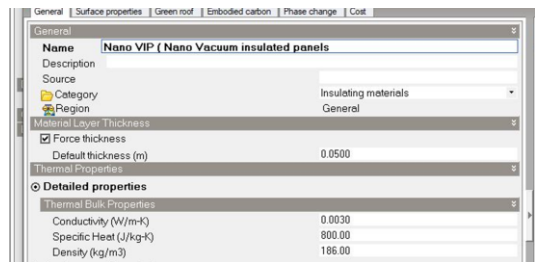 General Surface properties Green roof Embodied carbon Phase change Cost
General
Name Nano VIP ( Nano Vacuum insulated panels
Description
Source
Category Insulating materials
Region General
Material Layer Thickness
Force thickness
Default thickness (m) 0.0500
Thermal Properties
Detailed properties
Thermal Bulk Properties
Conductivity (W/m-K) 0.0030
Specific Heat (J/kg-K) 800.00
Density (kg/m3) 186.00